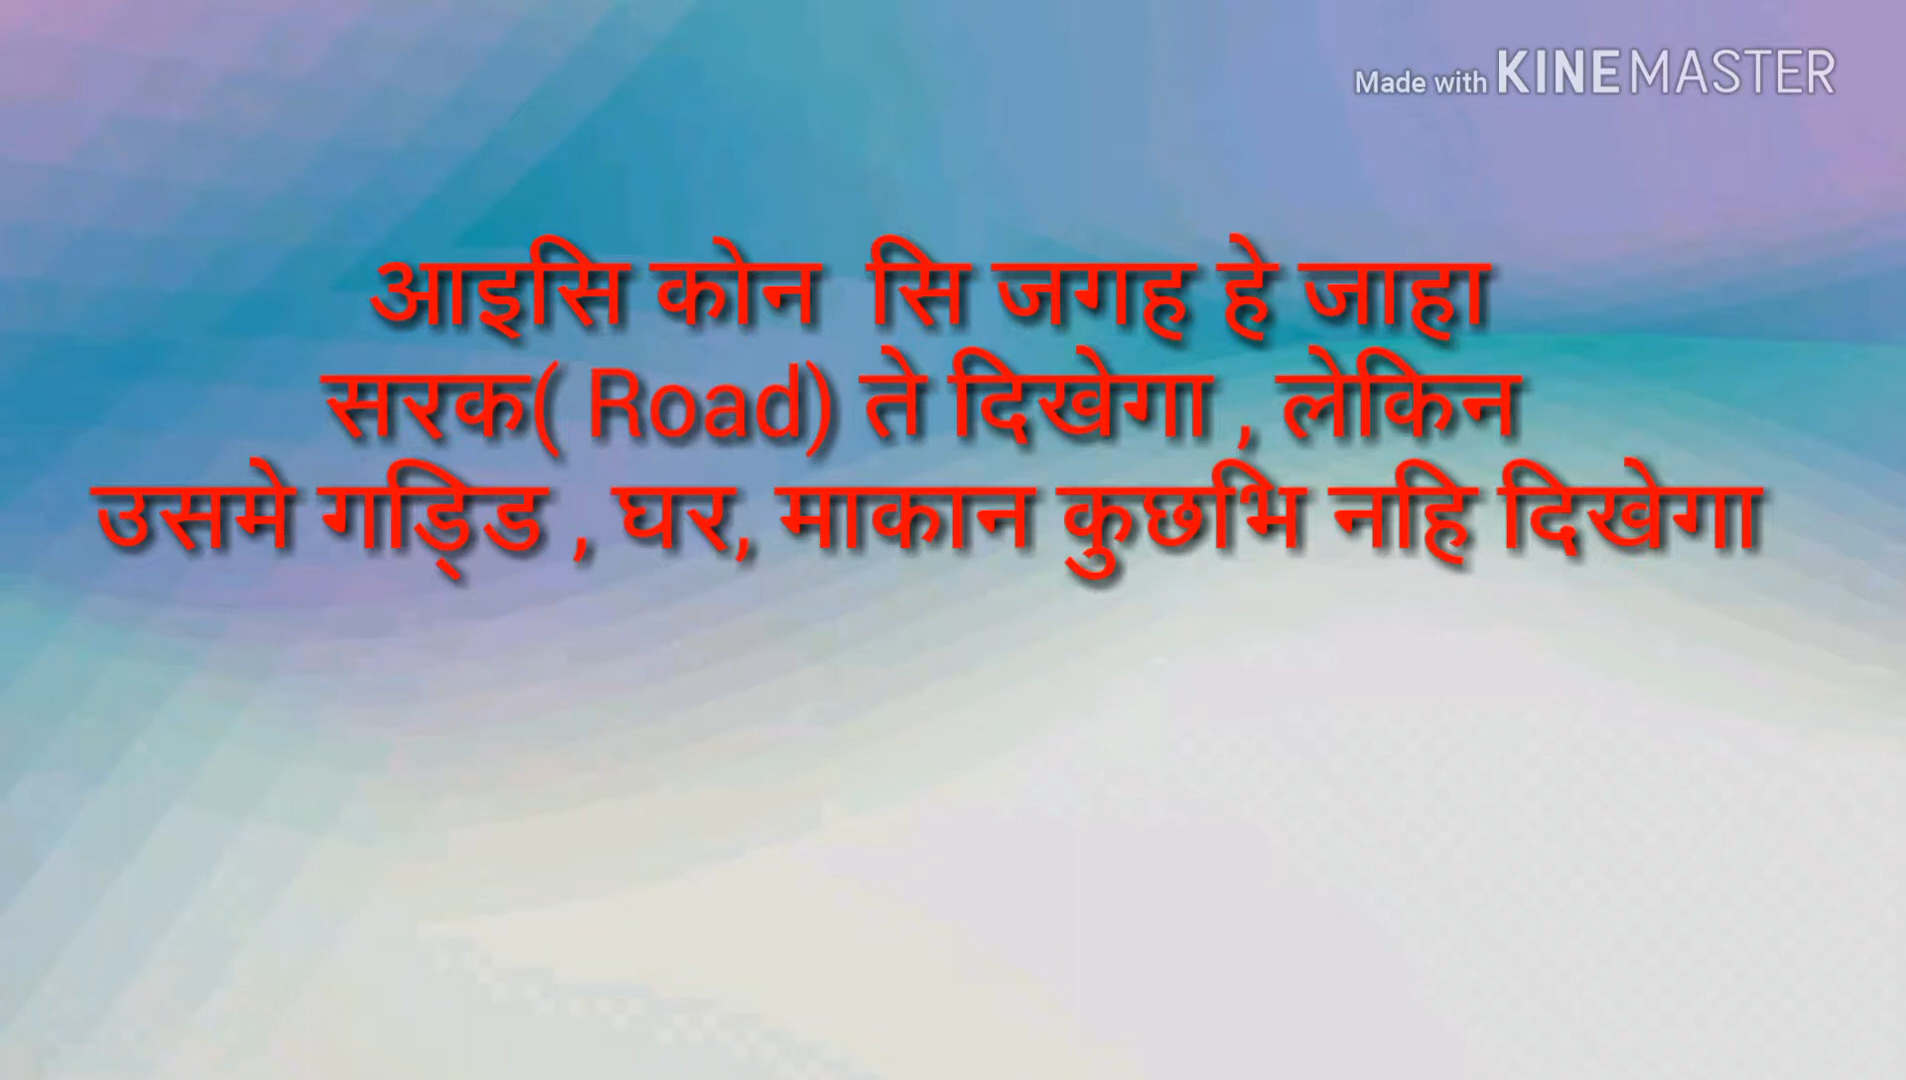 Made with KINEMASTER
आइसि कोन सि जगह हे जाहा
सरक( Road) ते दिखेगा , लेकिन
उसमे गड्डि , घर, माकान कुछभि नहि दिखेगा